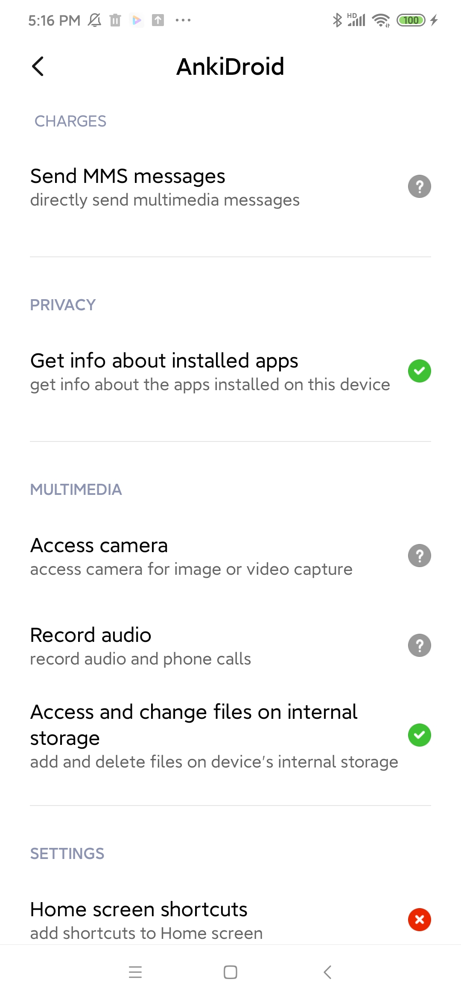 5:16 PM HD 100
AnkiDroid
CHARGES
Send MMS messages
directly send multimedia messages
PRIVACY
Get info about installed apps
get info about the apps installed on this device
MULTIMEDIA
Access camera
access camera for image or video capture
Record audio
record audio and phone calls
Access and change files on internal
storage
add and delete files on device's internal storage
SETTINGS
Home screen shortcuts
add shortcuts to Home screen